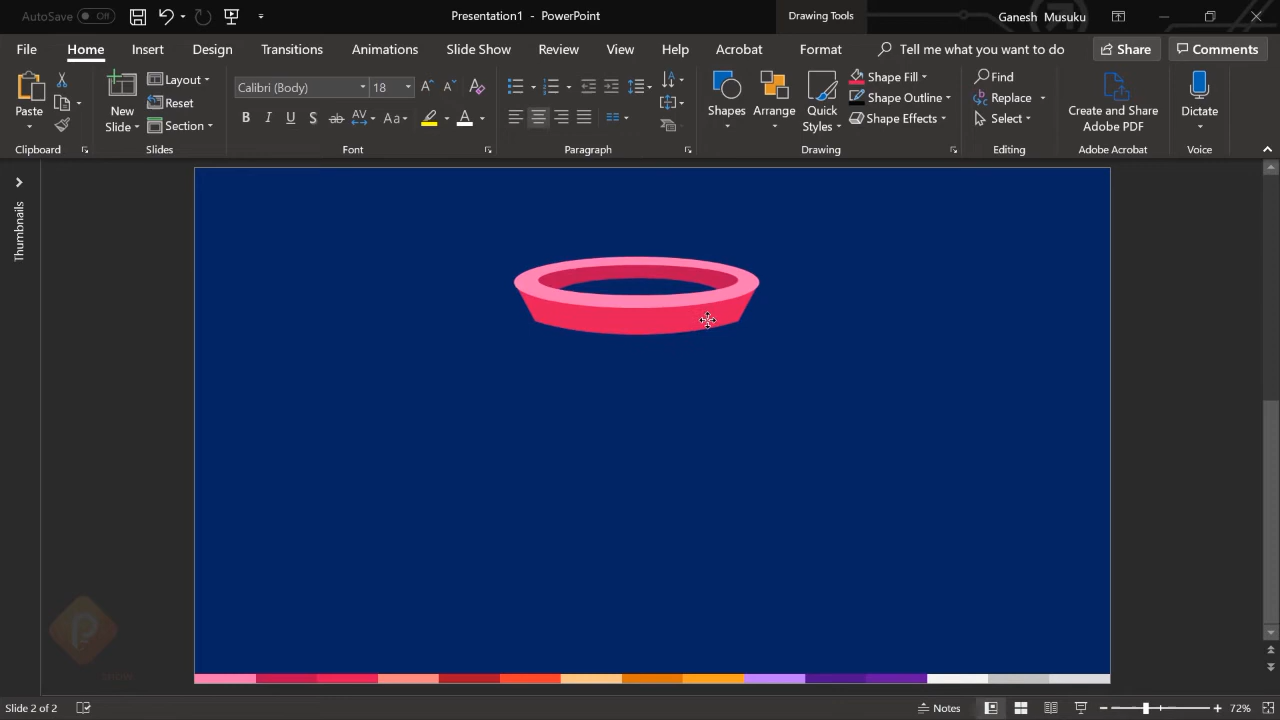 AutoSave Off
Presentation1 - PowerPoint
Drawing Tools
Ganesh Musuku
File Home Insert Design Transitions Animations Slide Show Review View Help Acrobat Format Tell me what you want to do Share Comments
Paste
New Slide
Layout
Reset
Section
Calibri (Body) 18
B I U S ab AV Aa A
Shapes
Arrange
Quick Styles
Shape Fill
Shape Outline
Shape Effects
Find
Replace
Select
Create and Share Adobe PDF
Dictate
Clipboard Slides Font Paragraph Drawing Editing Adobe Acrobat Voice
Thumbnails
Slide 2 of 2
Notes
72%